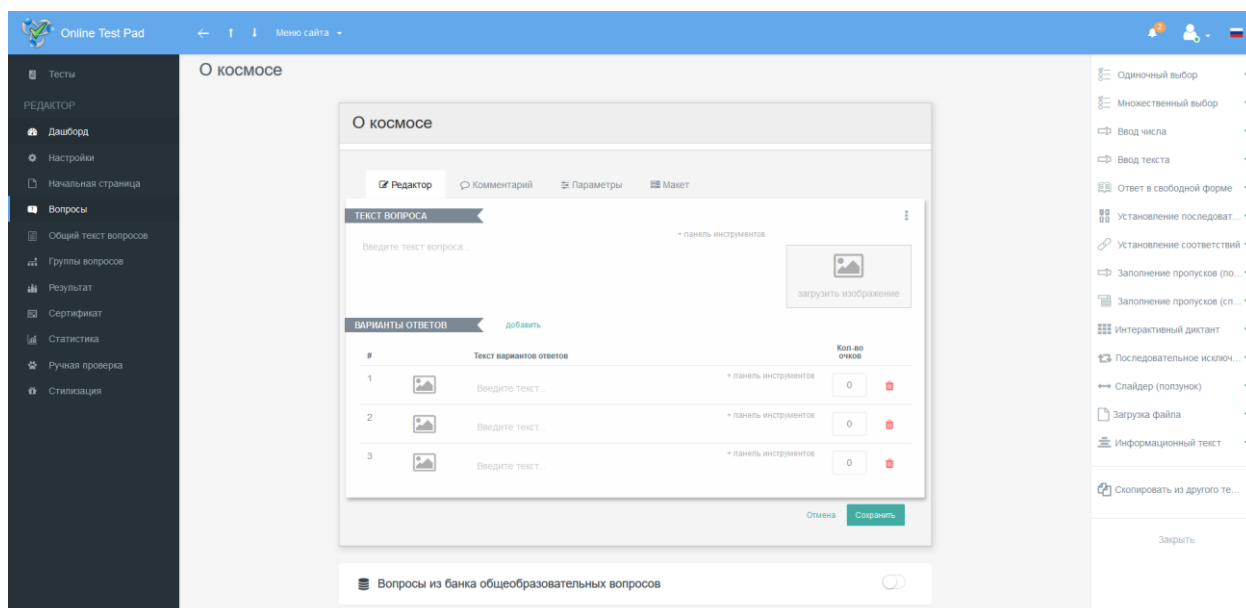 Online Test Pad
Меню сайта
2
Тесты
РЕДАКТОР
Дашборд
Настройки
Начальная страница
Вопросы
Общий текст вопросов
Группы вопросов
Результат
Сертификат
Статистика
Ручная проверка
Стилизация
О космосе
О космосе
Редактор Комментарий Параметры Макет
ТЕКСТ ВОПРОСА
+ панель инструментов
Введите текст вопроса...
загрузить изображение
ВАРИАНТЫ ОТВЕТОВ добавить
# Текст вариантов ответов Кол-во
очков
1 Введите текст... + панель инструментов 0
2 Введите текст... + панель инструментов 0
3 Введите текст... + панель инструментов 0
Отмена Сохранить
Вопросы из банка общеобразовательных вопросов
Одиночный выбор
Множественный выбор
Ввод числа
Ввод текста
Ответ в свободной форме
Установление последоват...
Установление соответствий
Заполнение пропусков (по...
Заполнение пропусков (сп...
Интерактивный диктант
Последовательное исключ...
Слайдер (ползунок)
Загрузка файла
Информационный текст
Скопировать из другого те...
Закрыть